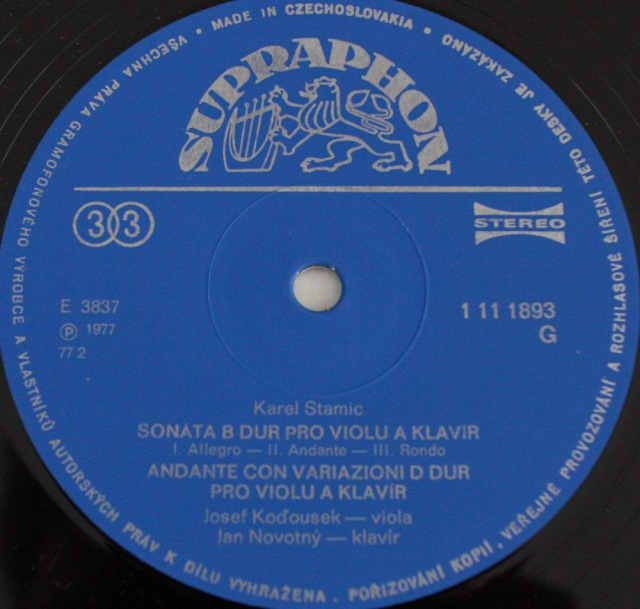 • MADE IN CZECHOSLOVAKIA •
VŠECHNA PRÁVA GRAMOFONOVÉHO VÝROBCE A VLASTNÍKŮ AUTORSKÝCH PRÁV K DÍLU VYHRAŽENA. POŘIZOVÁNÍ KOPIÍ, VEŘEJNÉ PROVOZOVÁNÍ A ROZHLASOVÉ ŠÍŘENÍ TÉTO DESKY JE ZAKÁZÁNO
SUPRAPHON
33
STEREO
E 3837
Ⓟ 1977
77 2
1 11 1893
G
Karel Stamic
SONATA B DUR PRO VIOLU A KLAVÍR
I. Allegro — II. Andante — III. Rondo
ANDANTE CON VARIAZIONI D DUR
PRO VIOLU A KLAVÍR
Josef Koďousek — viola
Jan Novotný — klavír